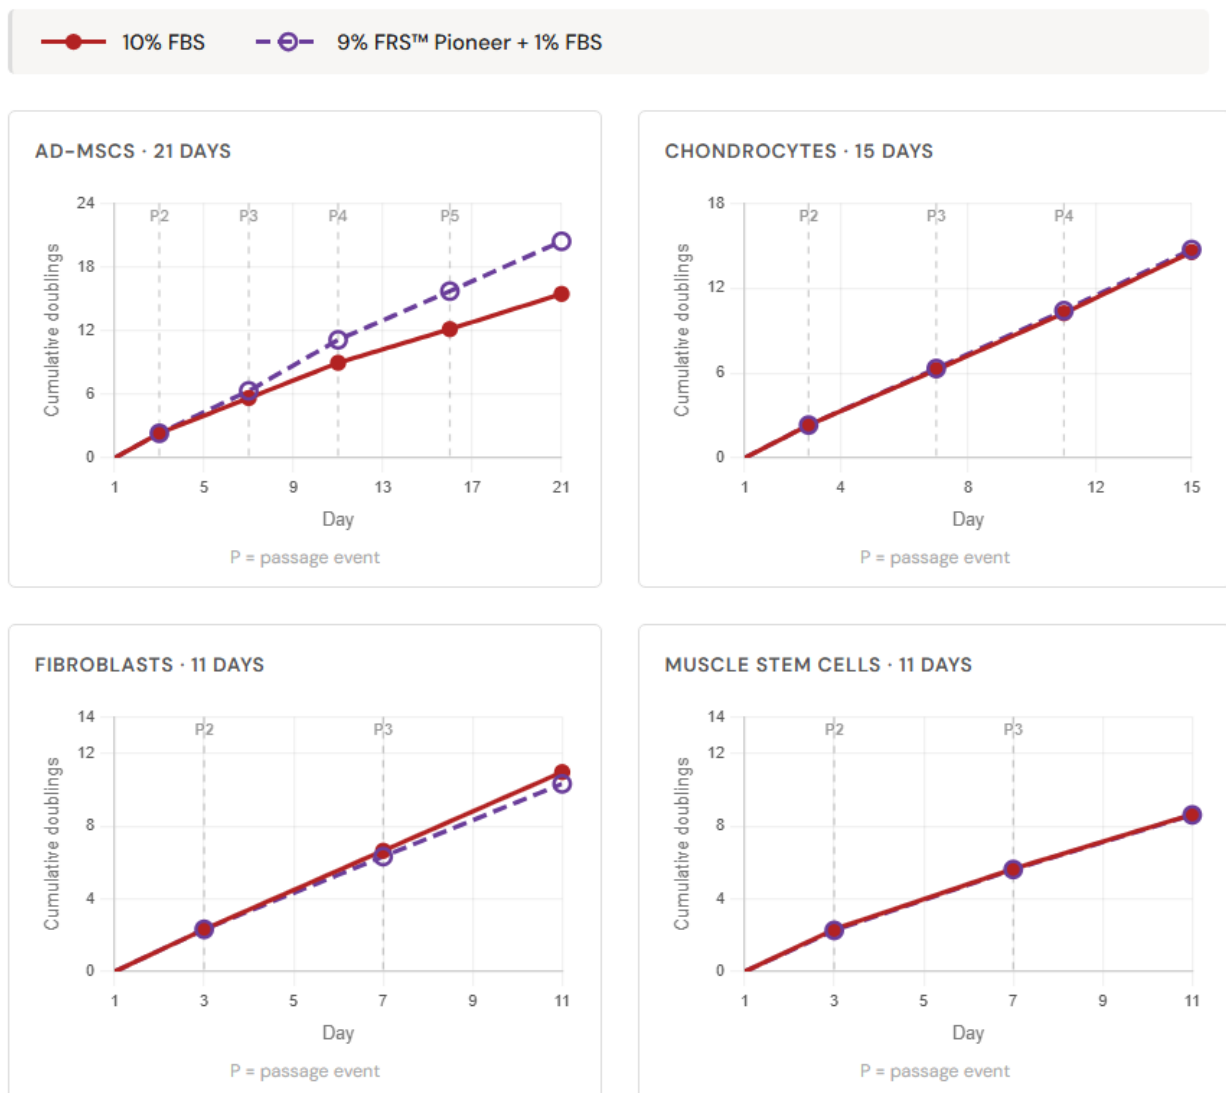 10% FBS
9% FRS™ Pioneer + 1% FBS
AD-MSCS · 21 DAYS
24
18
12
6
0
Cumulative doublings
P2
P3
P4
P5
1
5
9
13
17
21
Day
P = passage event
CHONDROCYTES · 15 DAYS
18
12
6
0
Cumulative doublings
P2
P3
P4
1
4
8
12
15
Day
P = passage event
FIBROBLASTS · 11 DAYS
14
12
8
4
0
Cumulative doublings
P2
P3
1
3
5
7
9
11
Day
P = passage event
MUSCLE STEM CELLS · 11 DAYS
14
12
8
4
0
Cumulative doublings
P2
P3
1
3
5
7
9
11
Day
P = passage event